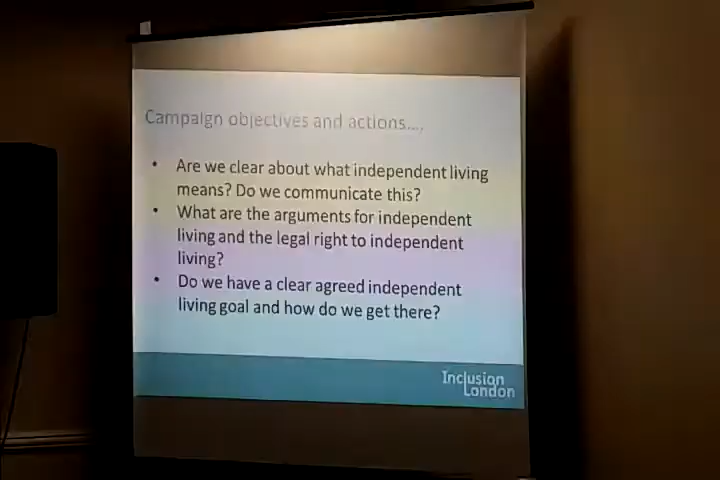 Campaign objectives and actions....
• Are we clear about what independent living
means? Do we communicate this?
• What are the arguments for independent
living and the legal right to independent
living?
• Do we have a clear agreed independent
living goal and how do we get there?
Inclusion
London